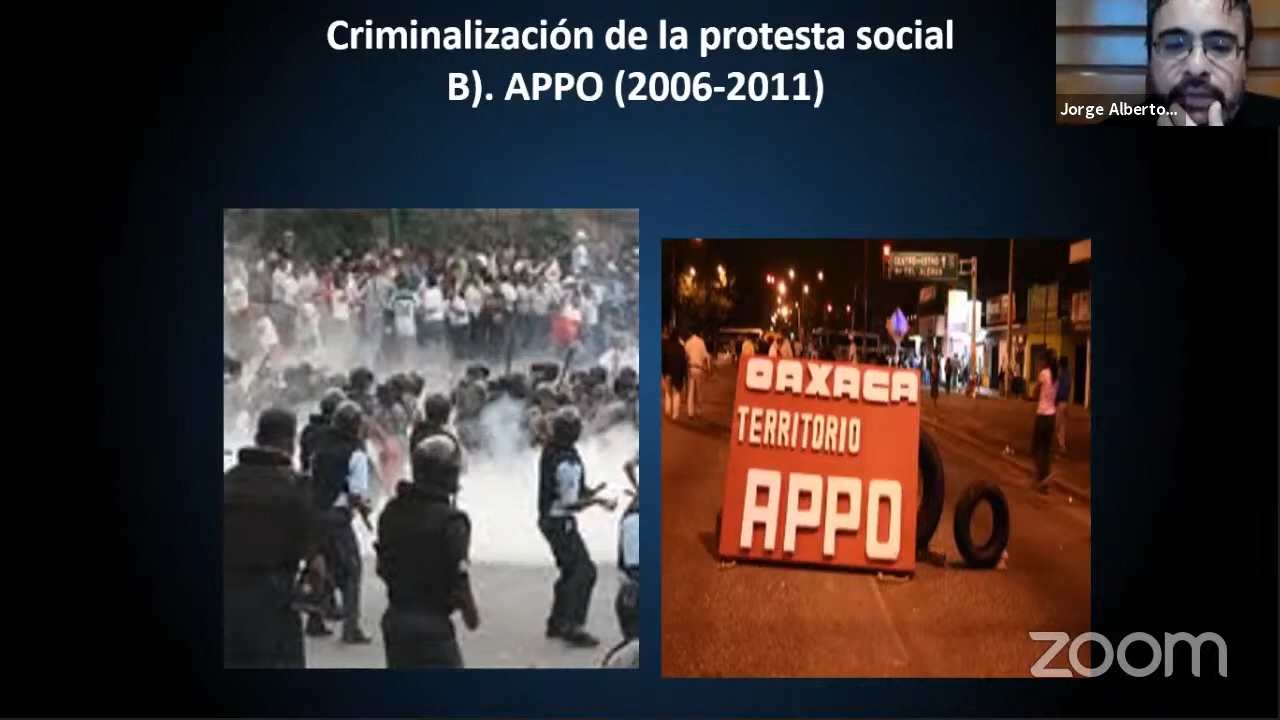 Criminalización de la protesta social
B). APPO (2006-2011)
Jorge Alberto...
OAXACA
TERRITORIO
APPO
zoom